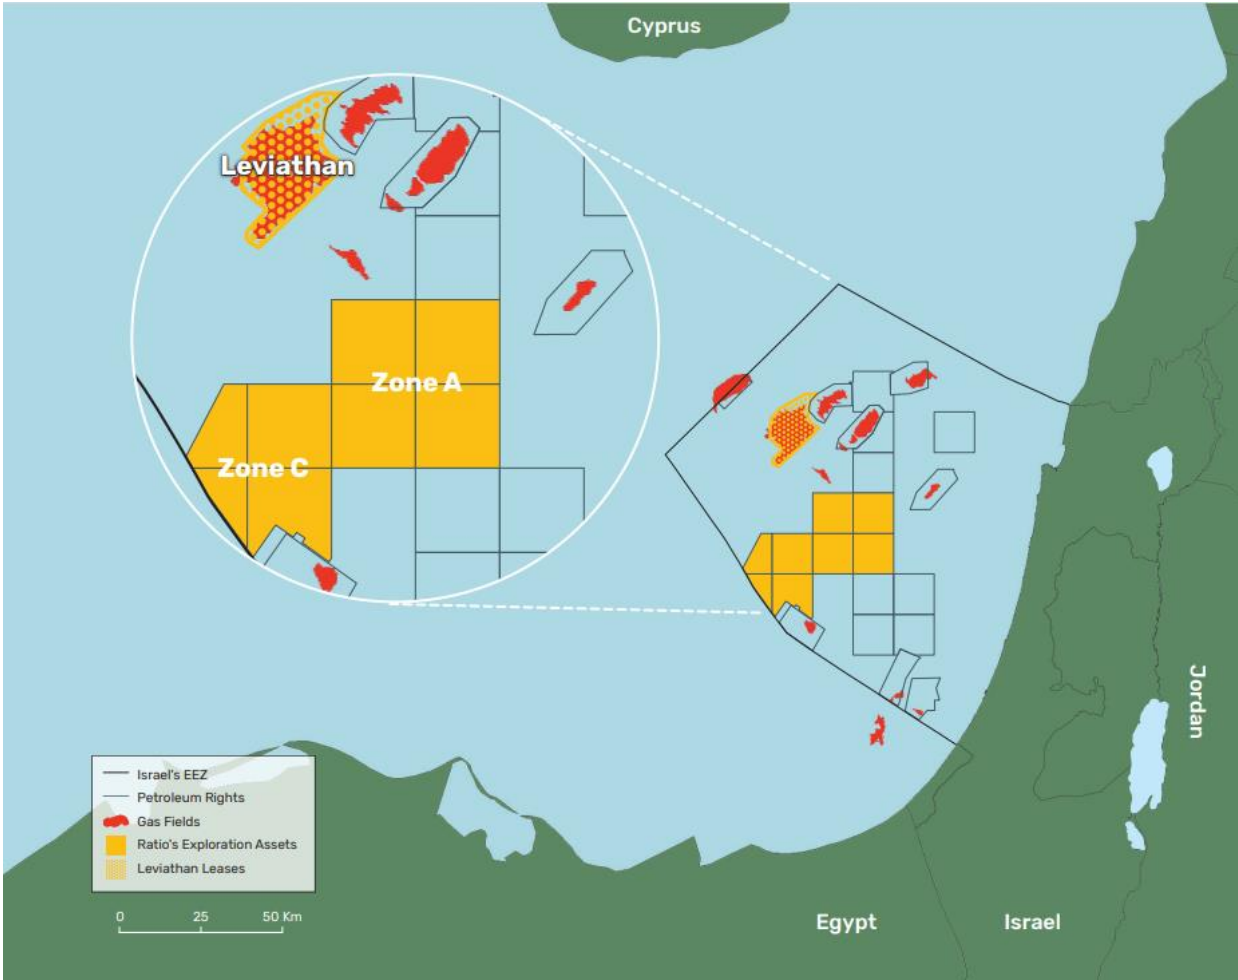 Cyprus
Leviathan
Zone A
Zone C
Jordan
Israel's EEZ
Petroleum Rights
Gas Fields
Ratio's Exploration Assets
Leviathan Leases
0 25 50 Km
Egypt
Israel